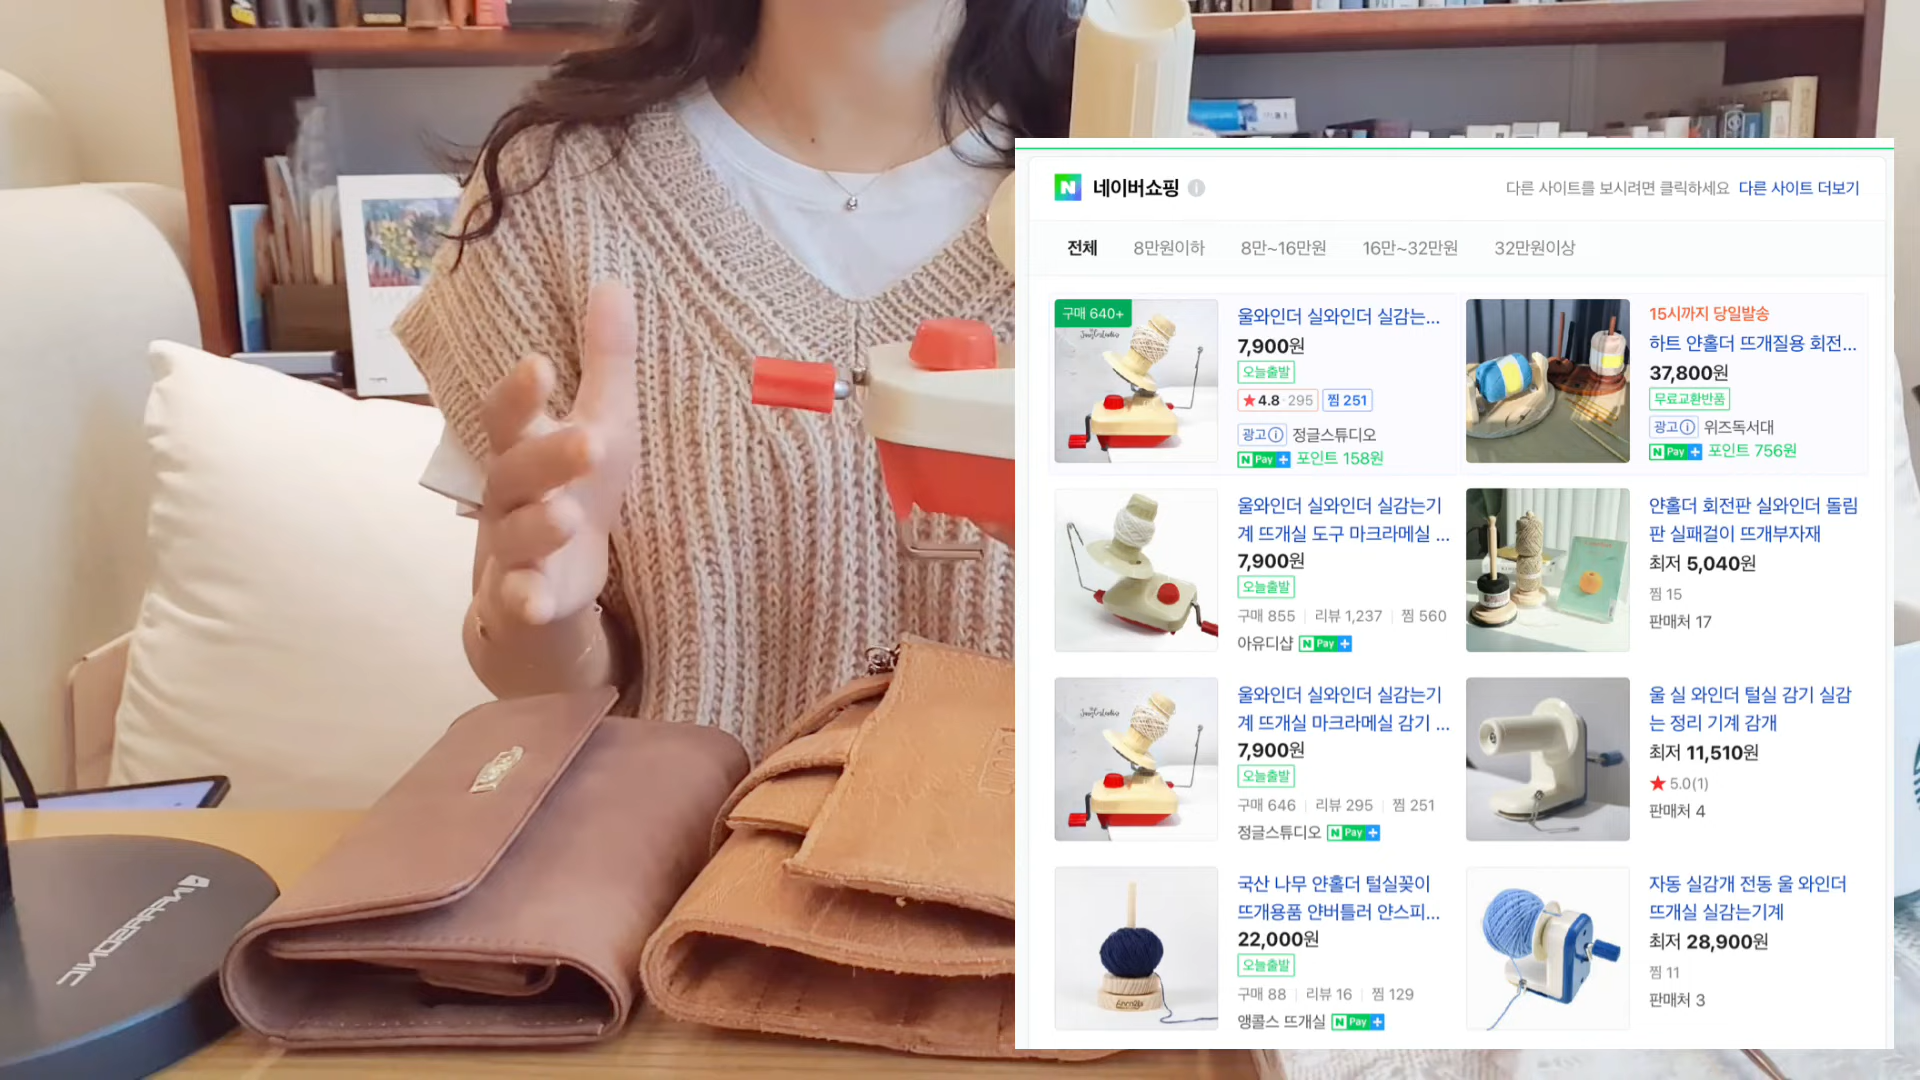 N 네이버쇼핑
다른 사이트를 보시려면 클릭하세요 다른 사이트 더보기
전체 8만원이하 8만~16만원 16만~32만원 32만원이상
구매 640+
울와인더 실와인더 실감는...
7,900원
오늘출발
★4.8 295 찜 251
광고 정글스튜디오
N Pay + 포인트 158원
15시까지 당일발송
하트 얀홀더 뜨개질용 회전...
37,800원
무료교환반품
광고 위즈독서대
N Pay + 포인트 756원
울와인더 실와인더 실감는기
계 뜨개실 도구 마크라메실 ...
7,900원
오늘출발
구매 855 리뷰 1,237 찜 560
아유디샵 N Pay +
얀홀더 회전판 실와인더 돌림
판 실패걸이 뜨개부자재
최저 5,040원
찜 15
판매처 17
울와인더 실와인더 실감는기
계 뜨개실 마크라메실 감기 ...
7,900원
오늘출발
구매 646 리뷰 295 찜 251
정글스튜디오 N Pay +
울 실 와인더 털실 감기 실감
는 정리 기계 감개
최저 11,510원
★ 5.0(1)
판매처 4
국산 나무 얀홀더 털실꽂이
뜨개용품 얀버틀러 얀스피...
22,000원
오늘출발
구매 88 리뷰 16 찜 129
앵콜스 뜨개실 N Pay +
자동 실감개 전동 울 와인더
뜨개실 실감는기계
최저 28,900원
찜 11
판매처 3